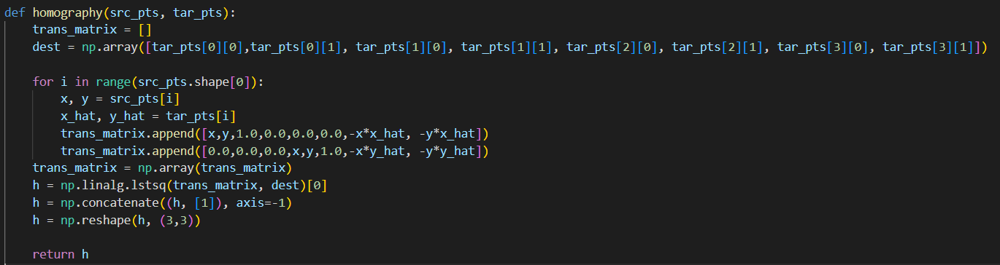 def homography(src_pts, tar_pts):
    trans_matrix = []
    dest = np.array([tar_pts[0][0],tar_pts[0][1], tar_pts[1][0], tar_pts[1][1], tar_pts[2][0], tar_pts[2][1], tar_pts[3][0], tar_pts[3][1]])

    for i in range(src_pts.shape[0]):
        x, y = src_pts[i]
        x_hat, y_hat = tar_pts[i]
        trans_matrix.append([x,y,1.0,0.0,0.0,0.0,-x*x_hat, -y*x_hat])
        trans_matrix.append([0.0,0.0,0.0,x,y,1.0,-x*y_hat, -y*y_hat])
    trans_matrix = np.array(trans_matrix)
    h = np.linalg.lstsq(trans_matrix, dest)[0]
    h = np.concatenate((h, [1]), axis=-1)
    h = np.reshape(h, (3,3))

    return h